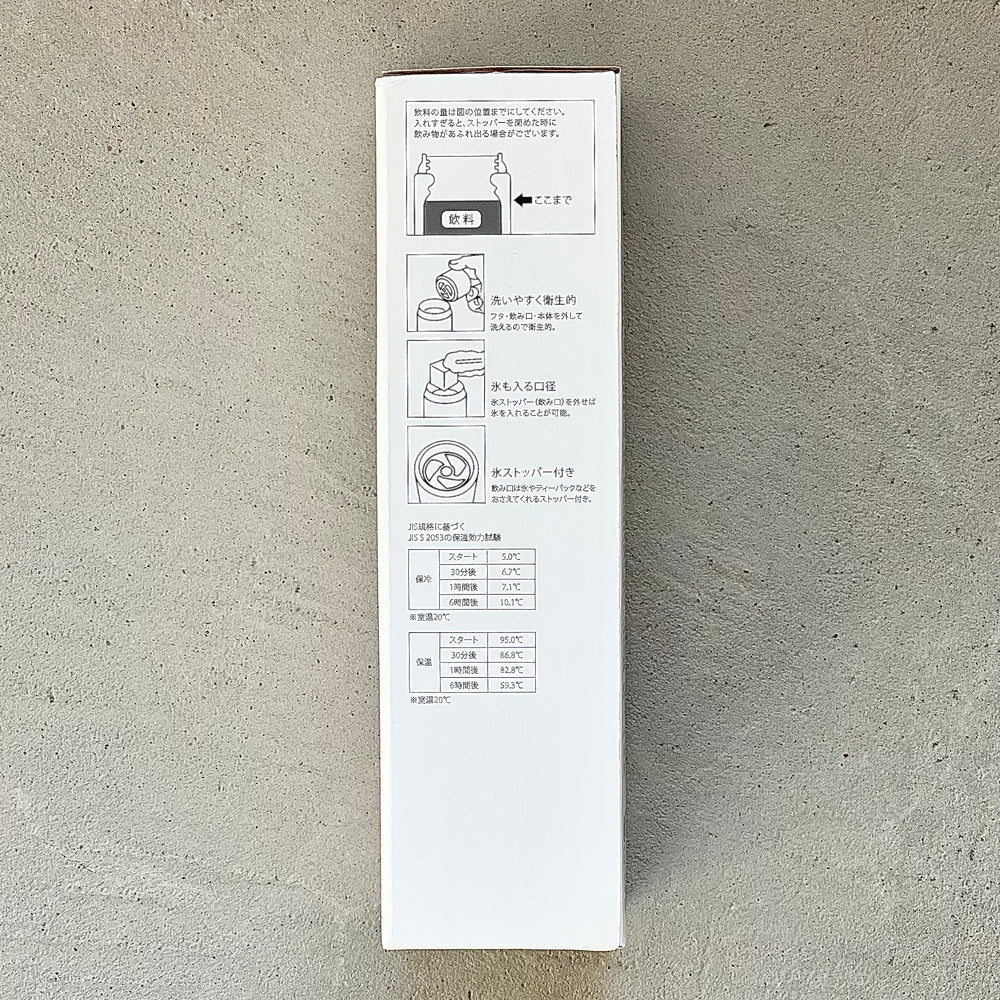 飲料の量は図の位置までにしてください。
入れすぎると、ストッパーを閉めた時に
飲み物があふれ出る場合がございます。
ここまで
飲料
洗いやすく衛生的
フタ・飲み口・本体を外して
洗えるので衛生的。
氷も入る口径
氷ストッパー(飲み口)を外せば
氷を入れることが可能。
氷ストッパー付き
飲み口は氷やティーパックなどを
おさえてくれるストッパー付き。
JIS規格に基づく
JIS S 2053の保温効力試験
保冷
スタート 5.0℃
30分後 6.7℃
1時間後 7.1℃
6時間後 10.1℃
※室温20℃
保温
スタート 95.0℃
30分後 86.8℃
1時間後 82.8℃
6時間後 59.3℃
※室温20℃